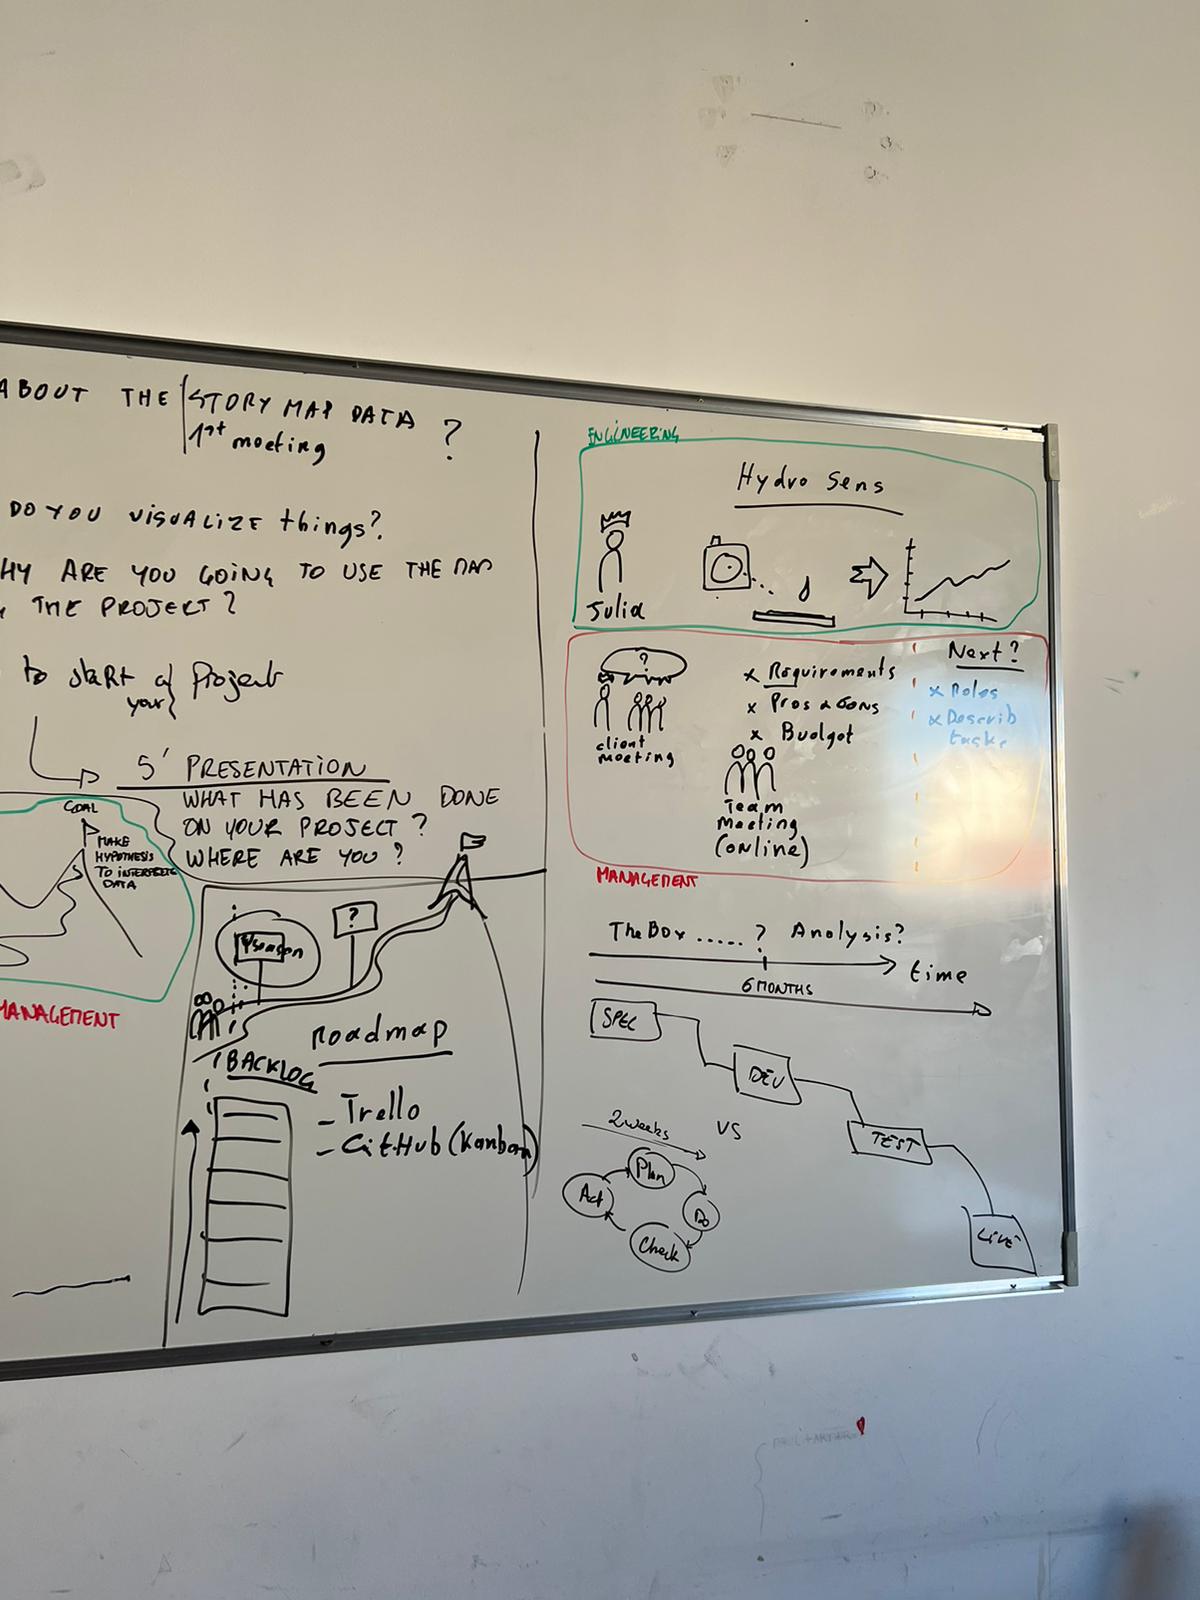 ABOUT THE STORY MAP DATA
1st meeting ?
DO YOU VISUALIZE things?
HY ARE YOU GOING TO USE THE MAP
THE PROJECT?
to start a Project
your
5' PRESENTATION
WHAT HAS BEEN DONE
ON YOUR PROJECT?
WHERE ARE YOU?
GOAL
MAKE
HYPOTHESIS
TO INTERPRET
DATA
MANAGEMENT
?
Roadmap
BACKLOG
- Trello
- GitHub (Kanban)
ENGINEERING
Hydro Sens
Julia
?
client
meeting
x Requirements
x Pros & Cons
x Budget
Team
Meeting
(online)
Next?
x Roles
x Describ
tasks
MANAGEMENT
The Box ..... ? Analysis?
time
6 MONTHS
SPEC
DEV
TEST
LIVE
VS
2 weeks
Plan
Do
Check
Act